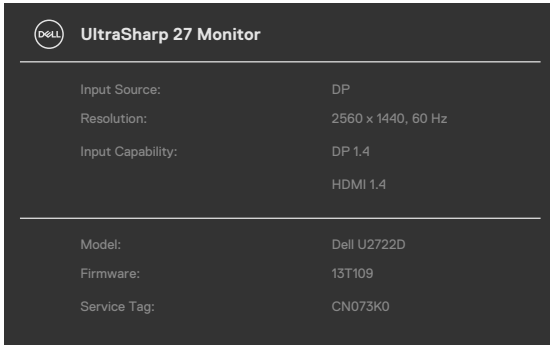 DELL UltraSharp 27 Monitor
Input Source: DP
Resolution: 2560 x 1440, 60 Hz
Input Capability: DP 1.4
HDMI 1.4
Model: Dell U2722D
Firmware: 13T109
Service Tag: CN073K0